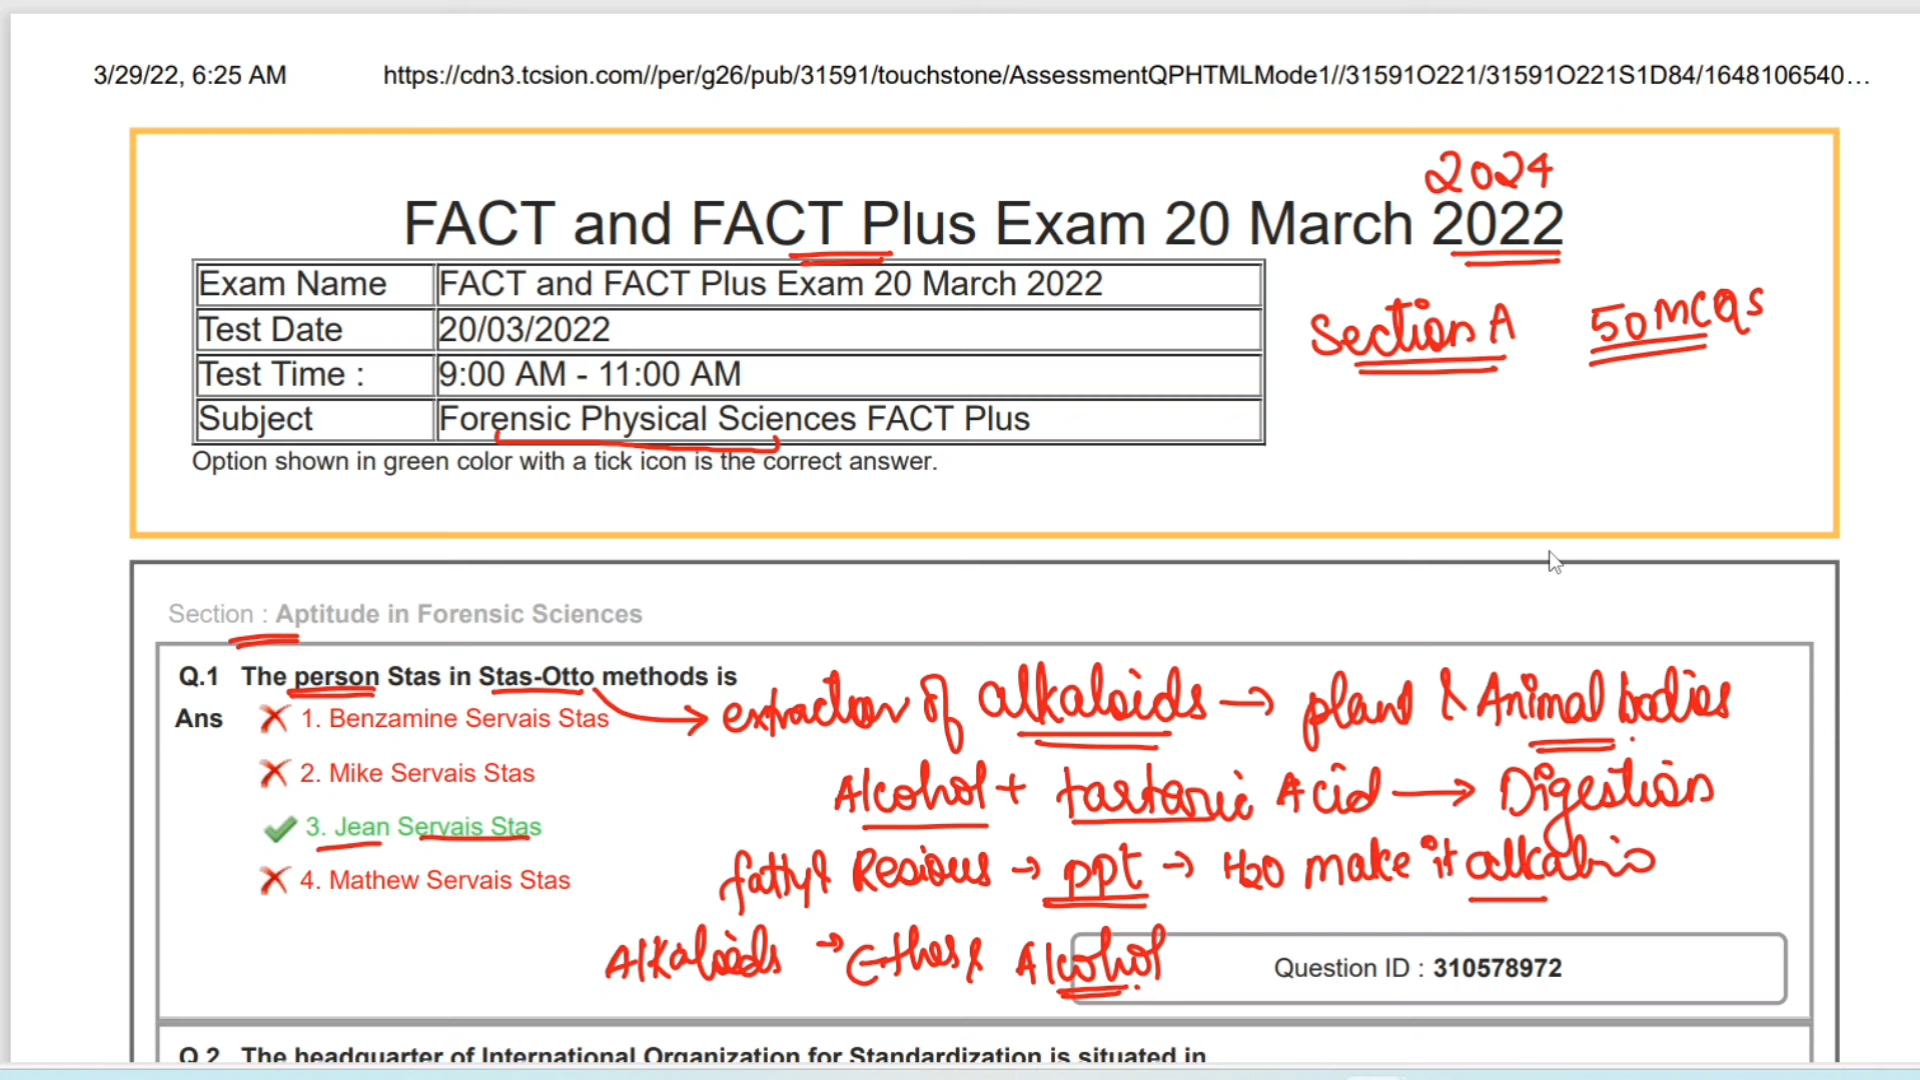 3/29/22, 6:25 AM https://cdn3.tcsion.com//per/g26/pub/31591/touchstone/AssessmentQPHTMLMode1//31591O221/31591O221S1D84/1648106540…
2024
FACT and FACT Plus Exam 20 March 2022
Exam Name FACT and FACT Plus Exam 20 March 2022
Test Date 20/03/2022
Test Time : 9:00 AM - 11:00 AM
Subject Forensic Physical Sciences FACT Plus
Section A 50 MCQs
Option shown in green color with a tick icon is the correct answer.
Section : Aptitude in Forensic Sciences
Q.1 The person Stas in Stas-Otto methods is
Ans 1. Benzamine Servais Stas
2. Mike Servais Stas
3. Jean Servais Stas
4. Mathew Servais Stas
→ extraction of alkaloids → plant & Animal bodies
Alcohol + tartaric Acid → Digestion
fatty & → ppt → H2O make it
Alkaloids → & Alcohol
Question ID : 310578972
Q.2 The headquarter of International Organization for Standardization is situated in